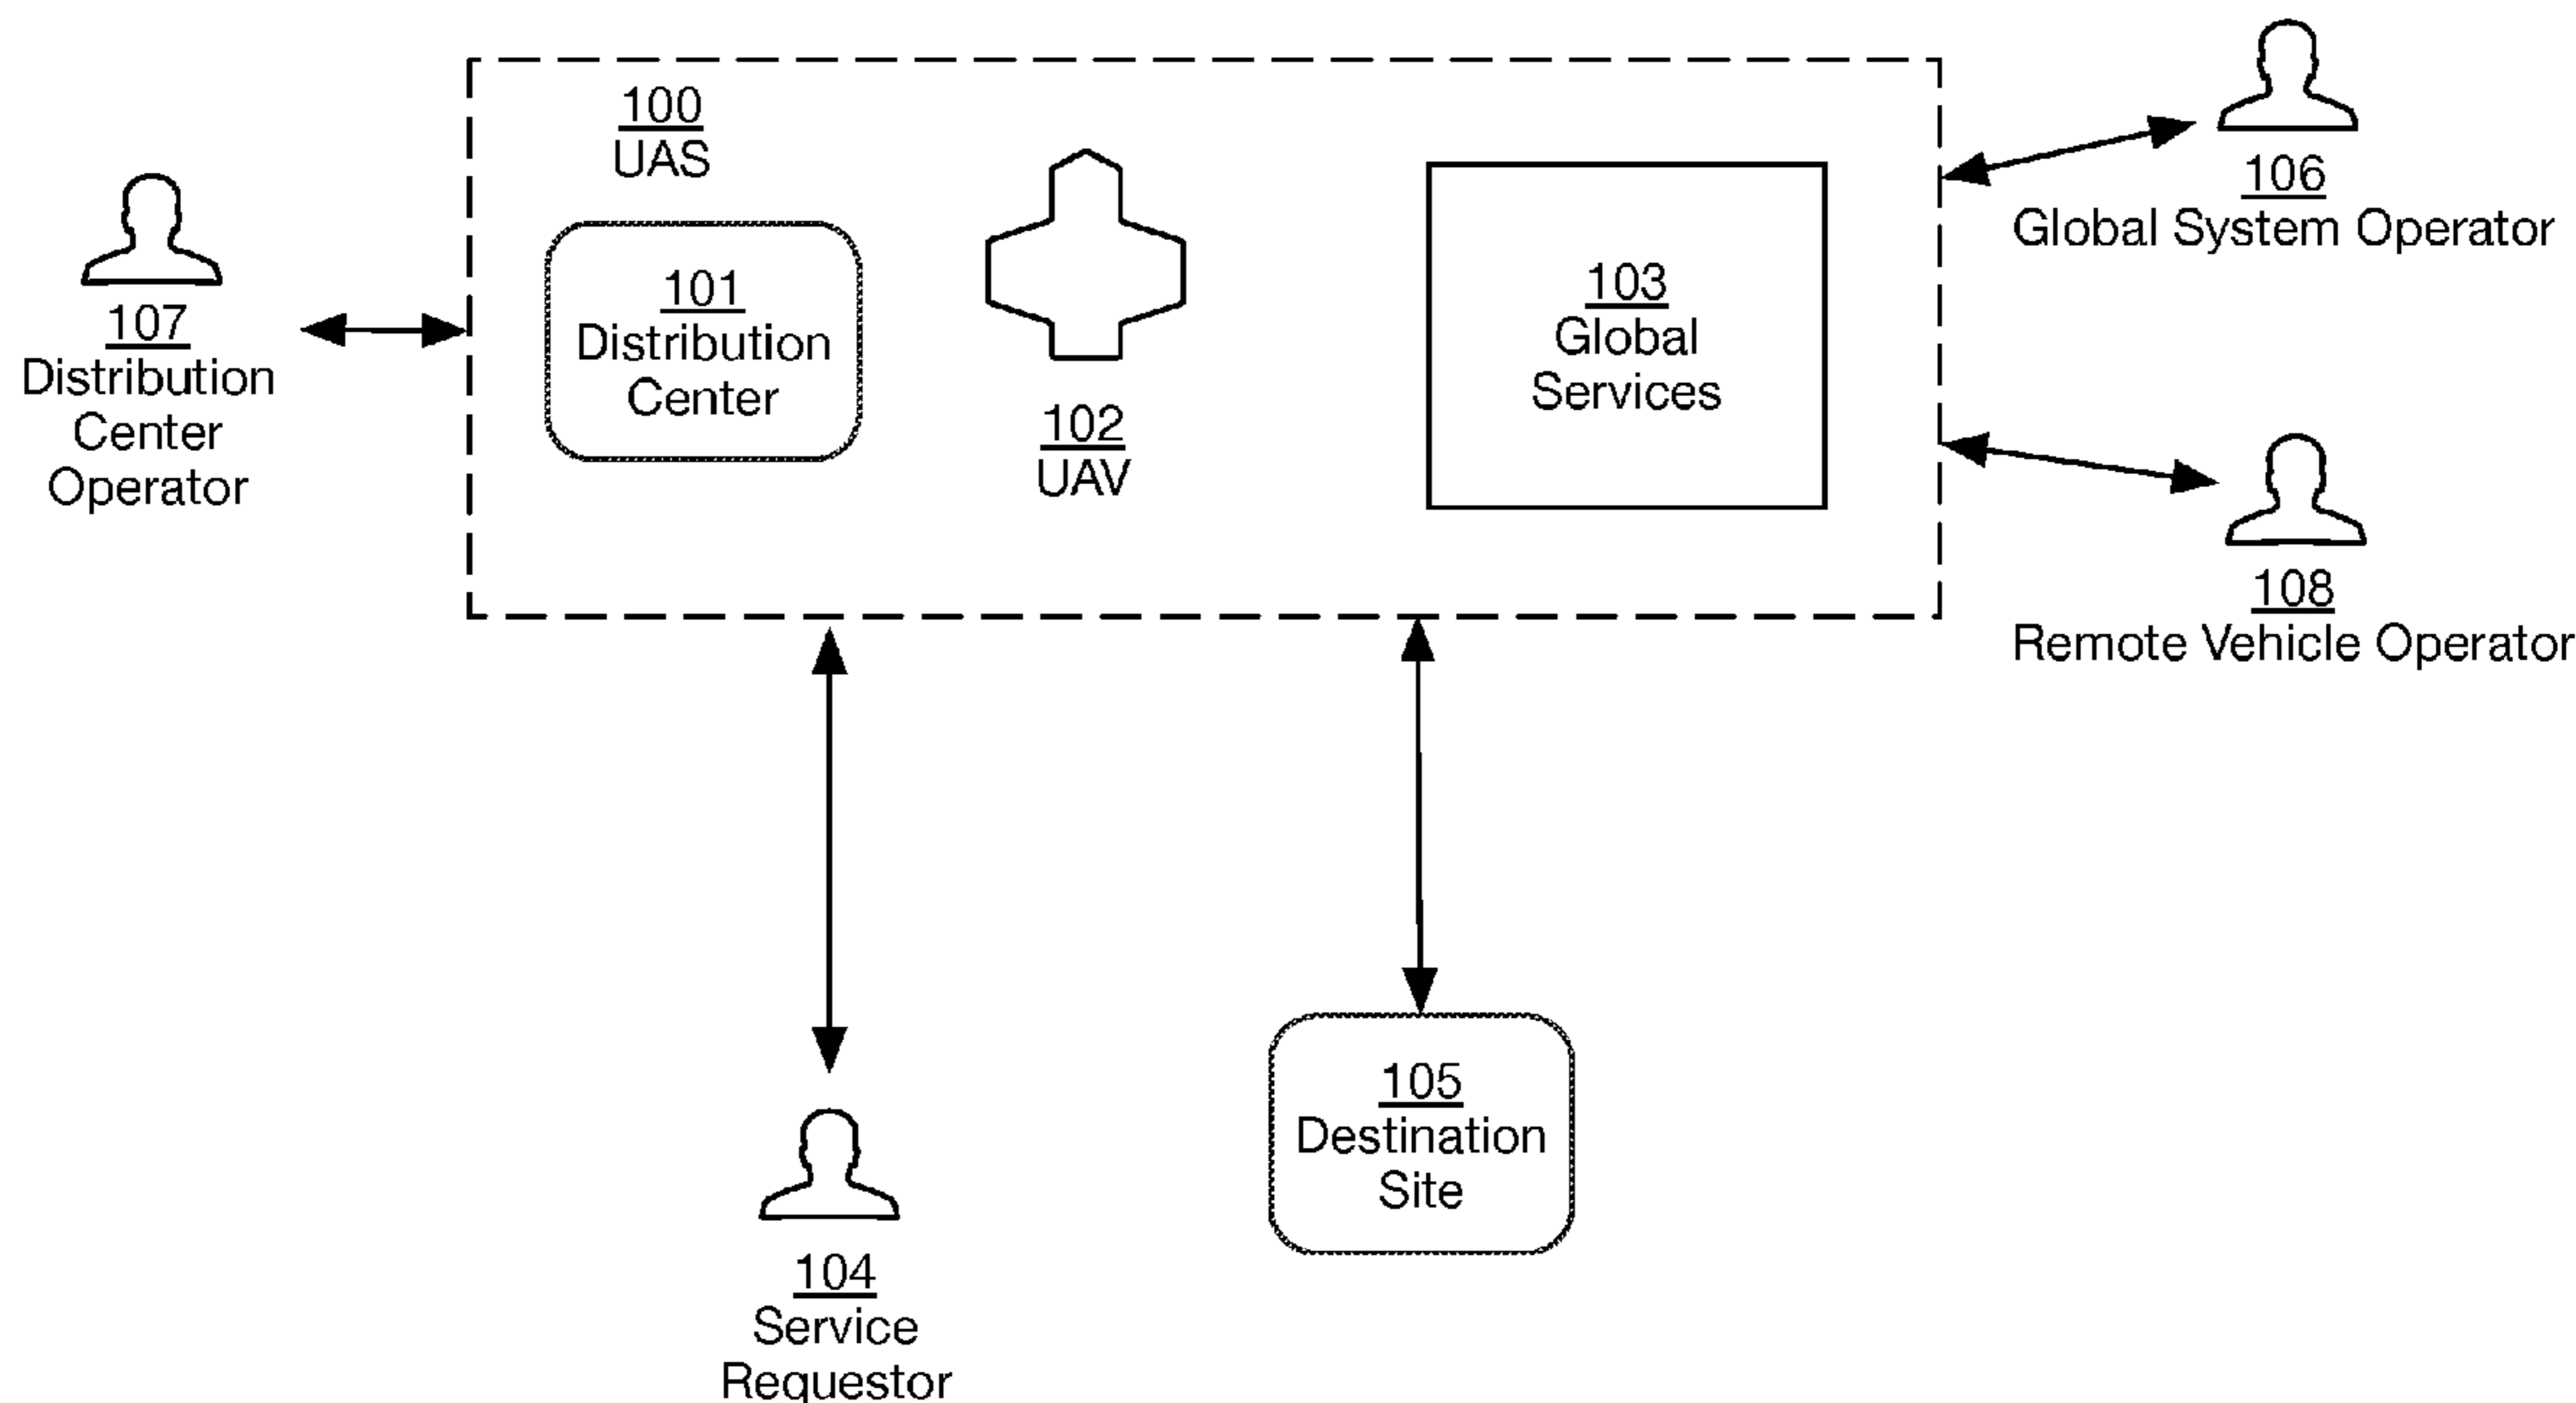 100
UAS
101
Distribution
Center
102
UAV
103
Global
Services
106
Global System Operator
107
Distribution
Center
Operator
108
Remote Vehicle Operator
105
Destination
Site
104
Service
Requestor